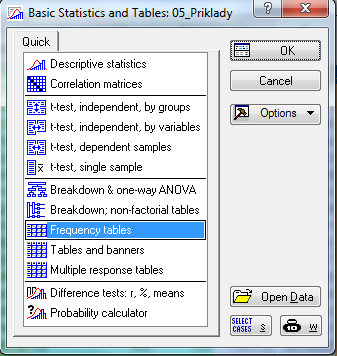 Basic Statistics and Tables: 05_Priklady
?
Quick
Descriptive statistics
Correlation matrices
t-test, independent, by groups
t-test, independent, by variables
t-test, dependent samples
t-test, single sample
Breakdown & one-way ANOVA
Breakdown; non-factorial tables
Frequency tables
Tables and banners
Multiple response tables
Difference tests: r, %, means
Probability calculator
OK
Cancel
Options
Open Data
SELECT CASES S
W